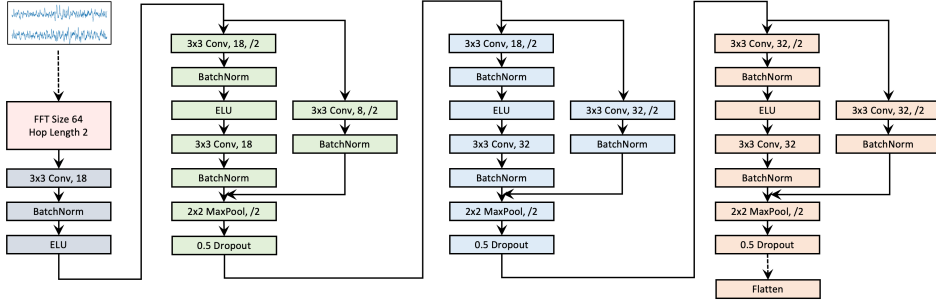 FFT Size 64
Hop Length 2
3x3 Conv, 18
BatchNorm
ELU
3x3 Conv, 18, /2
BatchNorm
ELU
3x3 Conv, 18
BatchNorm
2x2 MaxPool, /2
0.5 Dropout
3x3 Conv, 8, /2
BatchNorm
3x3 Conv, 18, /2
BatchNorm
ELU
3x3 Conv, 32
BatchNorm
2x2 MaxPool, /2
0.5 Dropout
3x3 Conv, 32, /2
BatchNorm
3x3 Conv, 32, /2
BatchNorm
ELU
3x3 Conv, 32
BatchNorm
2x2 MaxPool, /2
0.5 Dropout
Flatten
3x3 Conv, 32, /2
BatchNorm